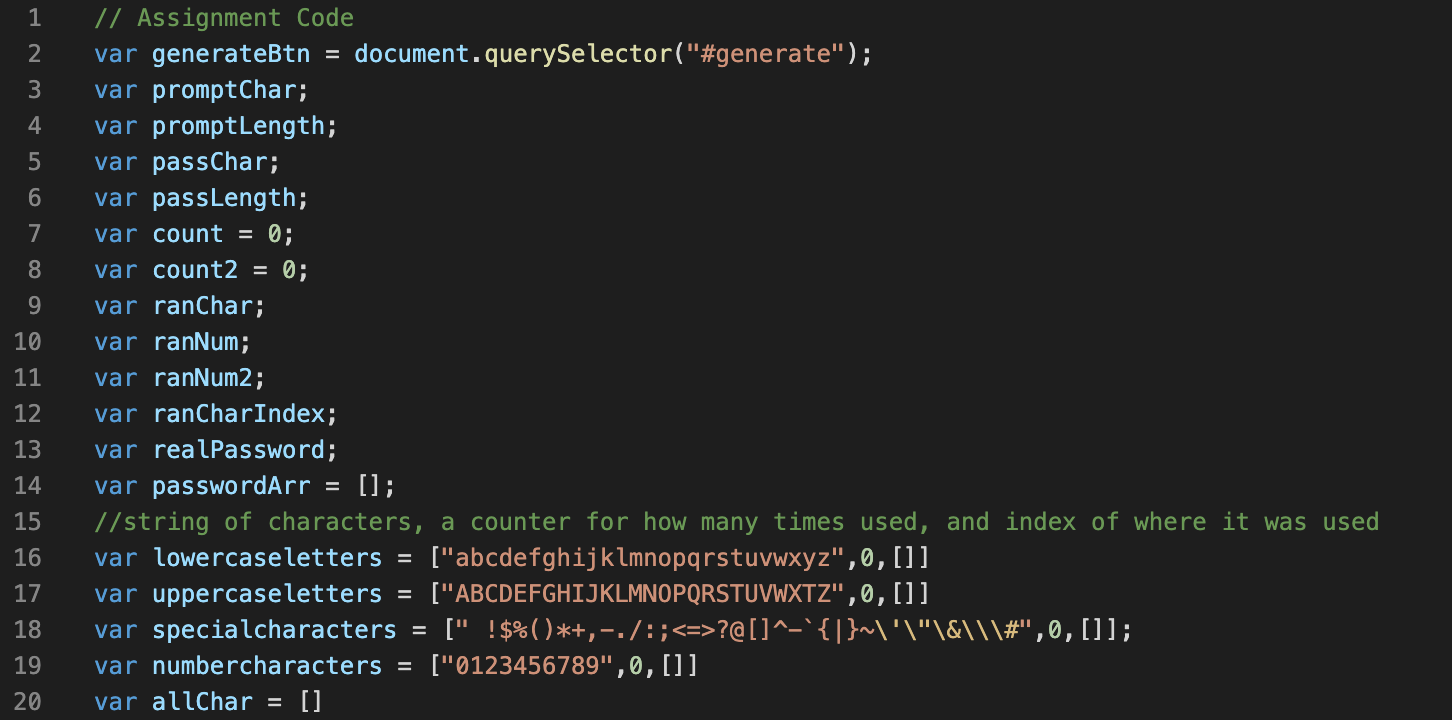 1 // Assignment Code
2 var generateBtn = document.querySelector("#generate");
3 var promptChar;
4 var promptLength;
5 var passChar;
6 var passLength;
7 var count = 0;
8 var count2 = 0;
9 var ranChar;
10 var ranNum;
11 var ranNum2;
12 var ranCharIndex;
13 var realPassword;
14 var passwordArr = [];
15 //string of characters, a counter for how many times used, and index of where it was used
16 var lowercaseletters = ["abcdefghijklmnopqrstuvwxyz",0,[]]
17 var uppercaseletters = ["ABCDEFGHIJKLMNOPQRSTUVWXTZ",0,[]]
18 var specialcharacters = [" !$%()*+,-./:;<=>?@[]^-`{|}~\'\"\&\\\#",0,[]];
19 var numbercharacters = ["0123456789",0,[]]
20 var allChar = []